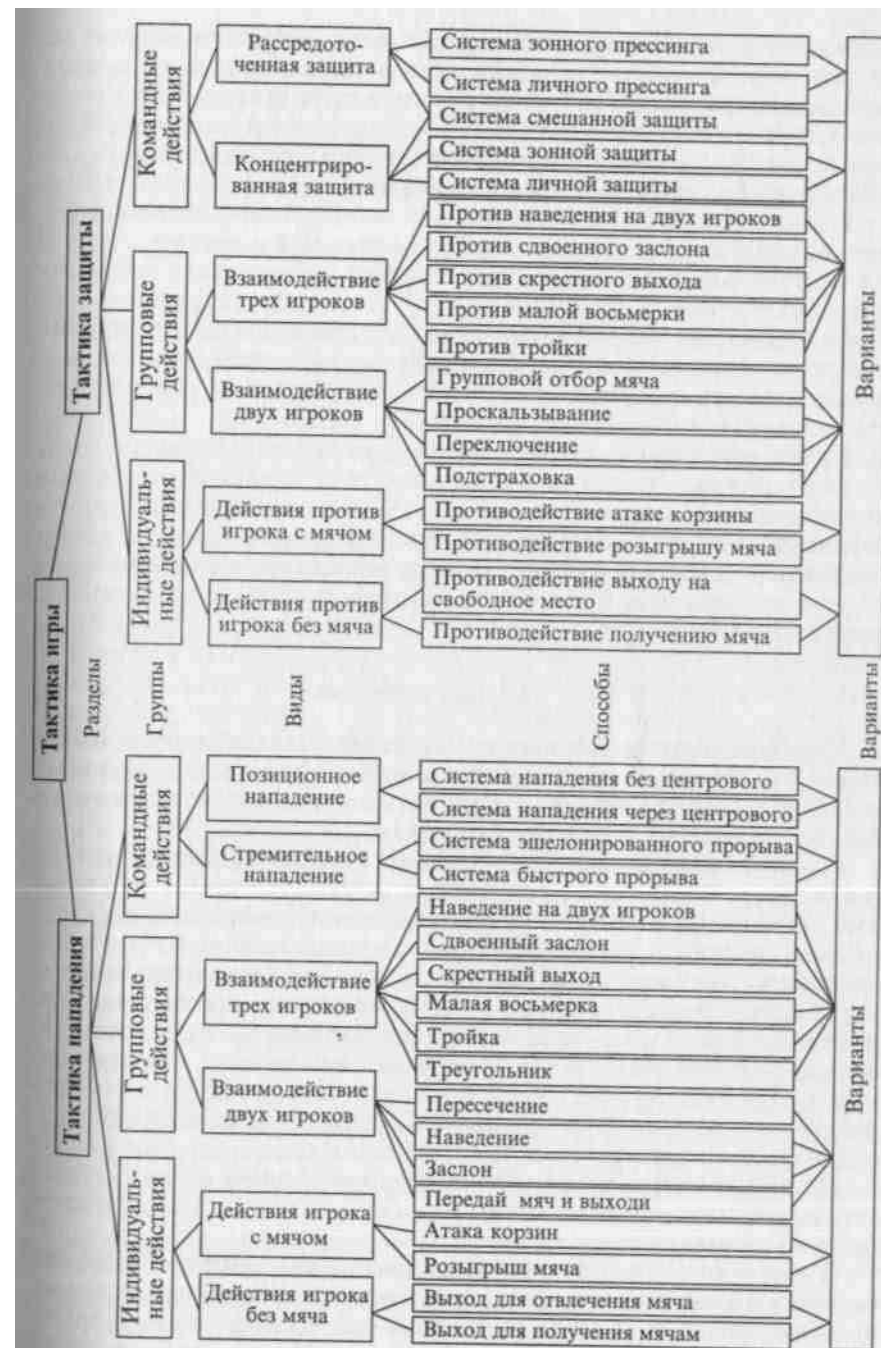 Тактика игры
Разделы
Группы
Виды
Способы
Варианты
Тактика защиты
Командные
действия
Рассредото-
ченная защита
Система зонного прессинга
Система личного прессинга
Система смешанной защиты
Концентриро-
ванная защита
Система зонной защиты
Система личной защиты
Групповые
действия
Взаимодействие
трех игроков
Против наведения на двух игроков
Против сдвоенного заслона
Против скрестного выхода
Против малой восьмерки
Против тройки
Взаимодействие
двух игроков
Групповой отбор мяча
Проскальзывание
Переключение
Подстраховка
Индивидуаль-
ные действия
Действия против
игрока с мячом
Противодействие атаке корзины
Противодействие розыгрышу мяча
Действия против
игрока без мяча
Противодействие выходу на
свободное место
Противодействие получению мяча
Варианты
Тактика нападения
Командные
действия
Позиционное
нападение
Система нападения без центрового
Система нападения через центрового
Стремительное
нападение
Система эшелонированного прорыва
Система быстрого прорыва
Групповые
действия
Взаимодействие
трех игроков
Наведение на двух игроков
Сдвоенный заслон
Скрестный выход
Малая восьмерка
Тройка
Треугольник
Взаимодействие
двух игроков
Пересечение
Наведение
Заслон
Передай мяч и выходи
Индивидуаль-
ные действия
Действия игрока
с мячом
Атака корзин
Розыгрыш мяча
Действия игрока
без мяча
Выход для отвлечения мяча
Выход для получения мячам
Варианты